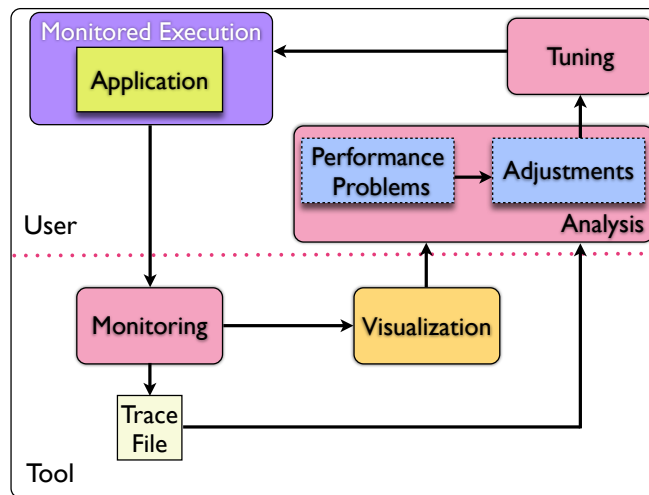 Monitored Execution
Application
Tuning
Performance
Problems
Adjustments
Analysis
User
Monitoring
Visualization
Trace
File
Tool